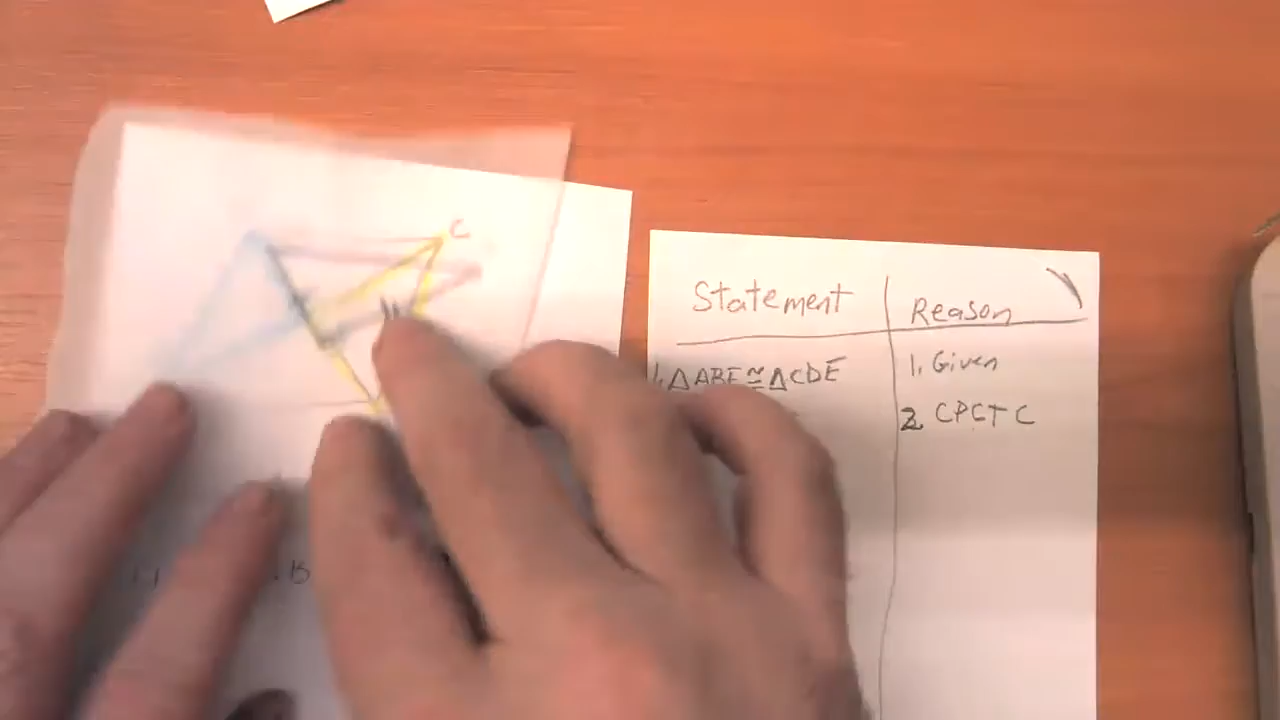 C
Statement
Reason
1. △ABE ≅ △CDE
1. Given
2. CPCTC